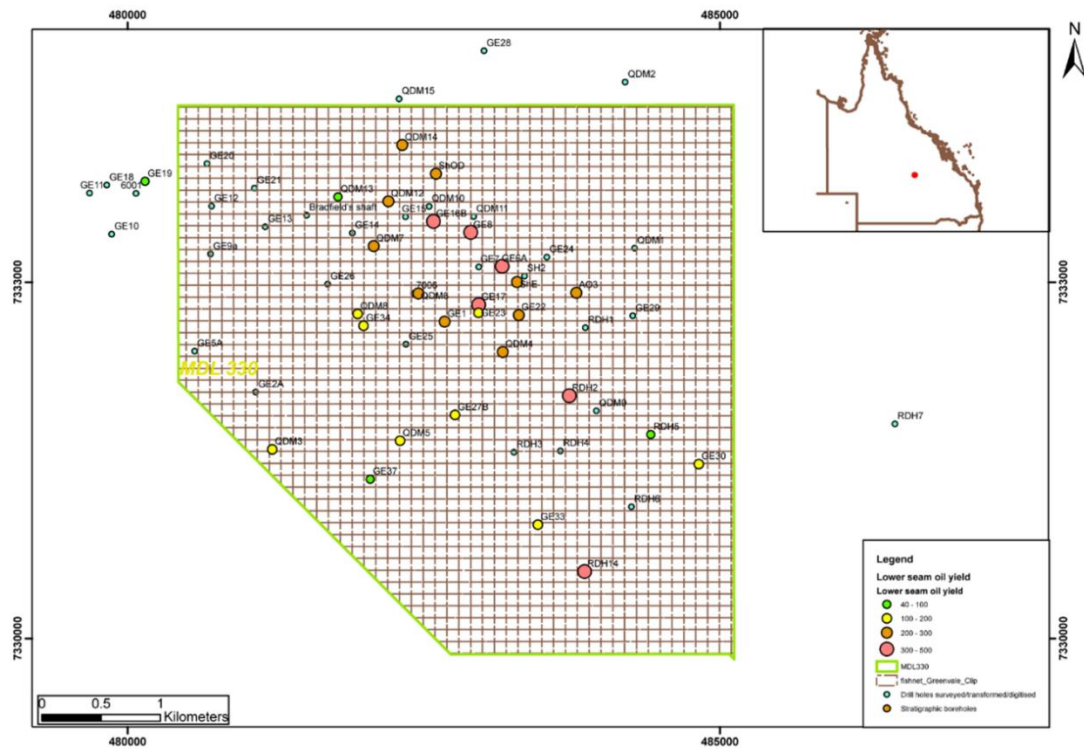 480000
485000
N
GE28
QDM2
QDM15
QDM14
GE20
ShOD
GE18
GE19
GE11
6001
GE21
QDM13
QDM12
GE12
QDM10
Bradfield's shaft
GE15
GE16B
QDM11
GE13
GE14
GE8
GE10
QDM7
QDM1
GE9a
GE24
GE7
GE6A
SH2
7333000
7333000
GE26
ShE
AO3
QDM6
GE17
QDM8
GE23
GE22
GE29
GE34
GE1
RDH1
GE25
QDM4
GE5A
MDL 330
GE2A
RDH2
QDM9
GE27B
RDH7
RDH5
QDM5
QDM3
RDH3
RDH4
GE30
GE37
RDH6
GE33
Legend
Lower seam oil yield
Lower seam oil yield
RDH14
40 - 100
100 - 200
200 - 300
300 - 500
7330000
7330000
MDL330
fishnet_Greenvale_Clip
Drill holes surveyed/transformed/digitised
Stratigraphic boreholes
0 0.5 1
Kilometers
480000
485000